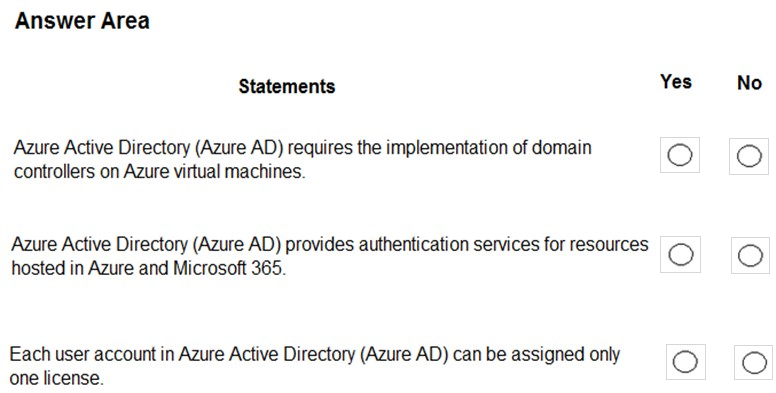 Answer Area
Statements Yes No
Azure Active Directory (Azure AD) requires the implementation of domain
controllers on Azure virtual machines.
Azure Active Directory (Azure AD) provides authentication services for resources
hosted in Azure and Microsoft 365.
Each user account in Azure Active Directory (Azure AD) can be assigned only
one license.